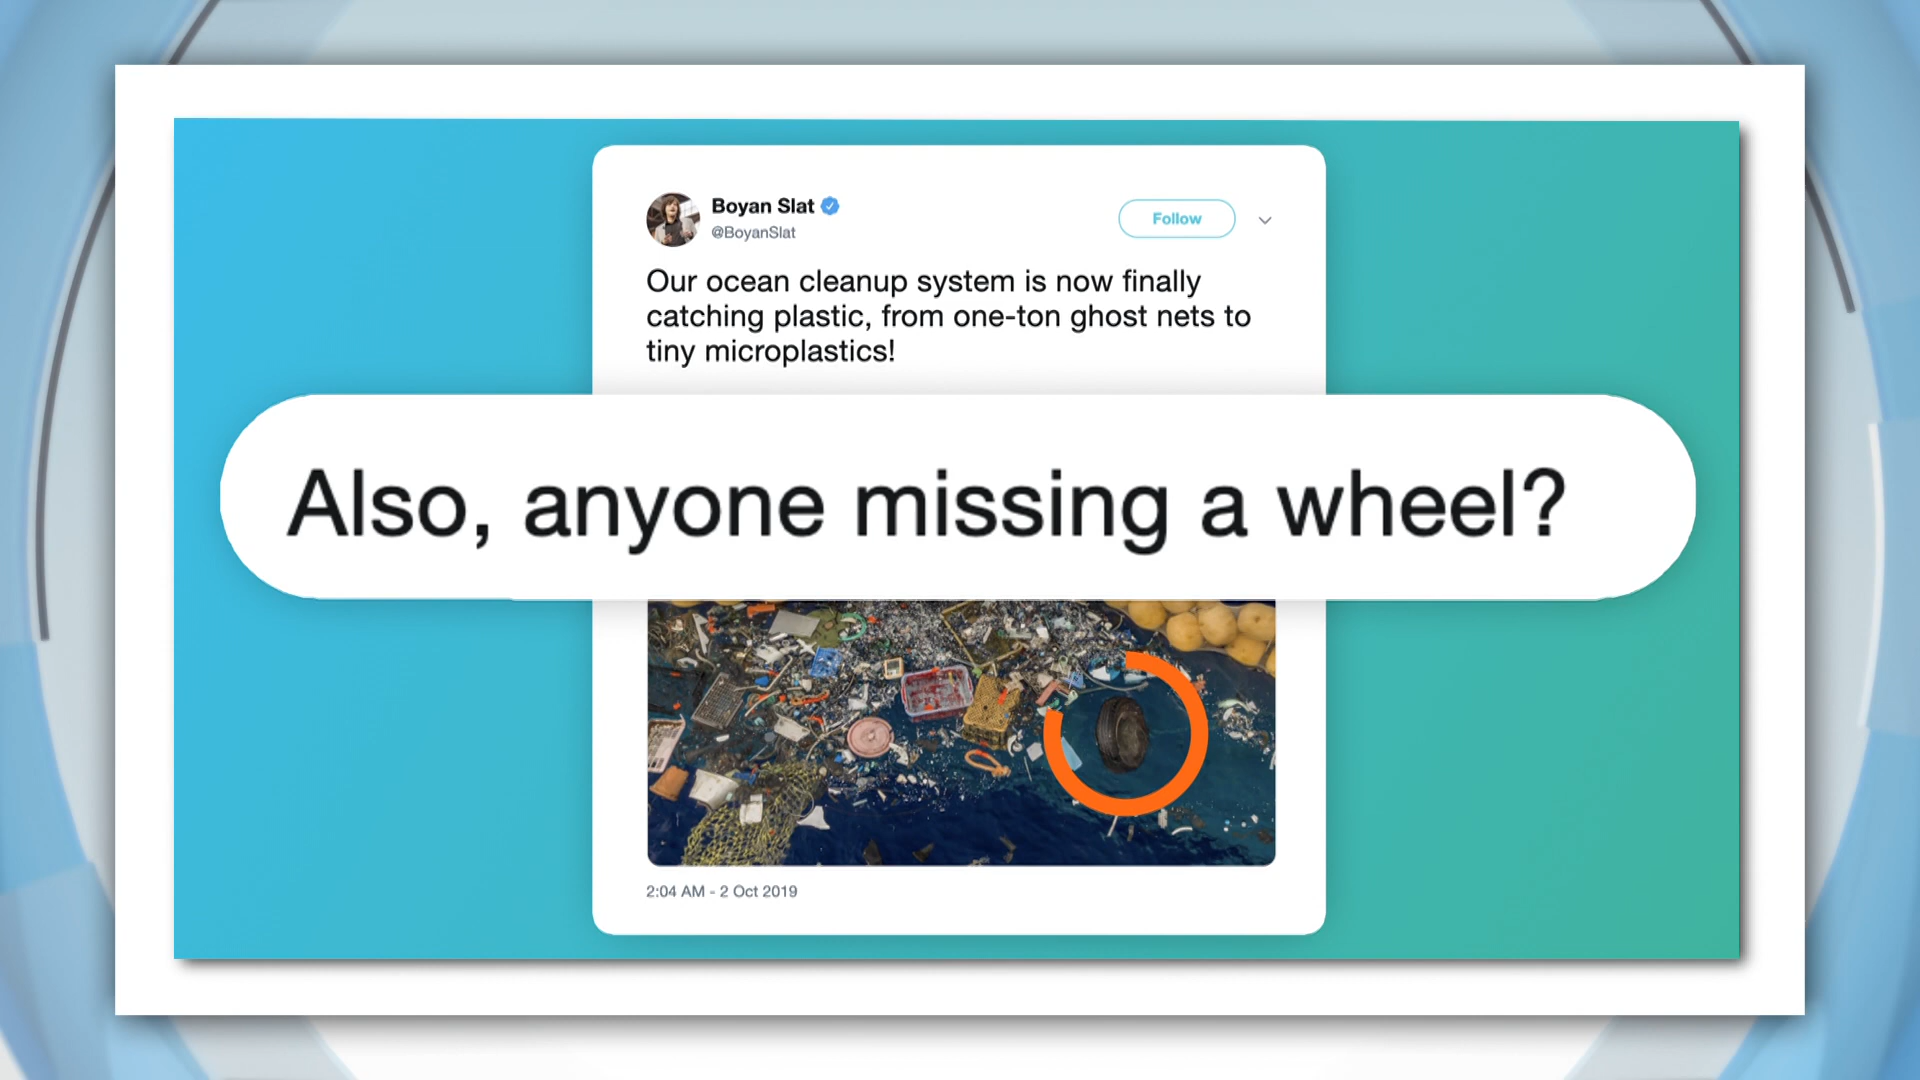 Boyan Slat
@BoyanSlat
Follow
Our ocean cleanup system is now finally
catching plastic, from one-ton ghost nets to
tiny microplastics!
Also, anyone missing a wheel?
2:04 AM - 2 Oct 2019